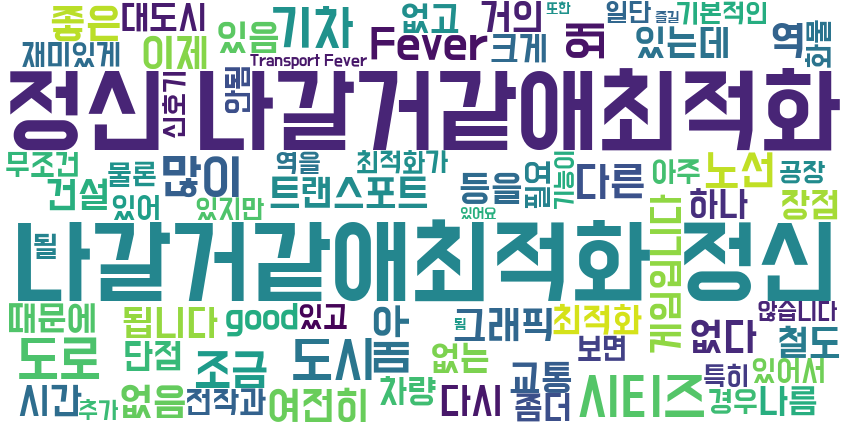 좋은 대도시 있음 기차 없고 거의 왜 일단 또한 즐길 기본적인
재미있게 이제 Fever 크게 있는데 역 화물
Transport Fever
정신 나갈거같애최적화
신호기 안됨
무조건 물론 많이 역을 최적화가 등을 필요 기능이 다른 아주 노선 공장
건설 있어 있지만 트랜스포트 있어요 하나 장점
될
나갈거같애최적화 정신
게임입니다
때문에 됩니다 good 있고 아 됨 그래픽 최적화 없다 않습니다
도로 단점 조금 도시 없는 보면 철도
특히 있어서
시간 추가 없음 전작과 여전히 차량 다시 교통 좀더 시티즈 경우 나름